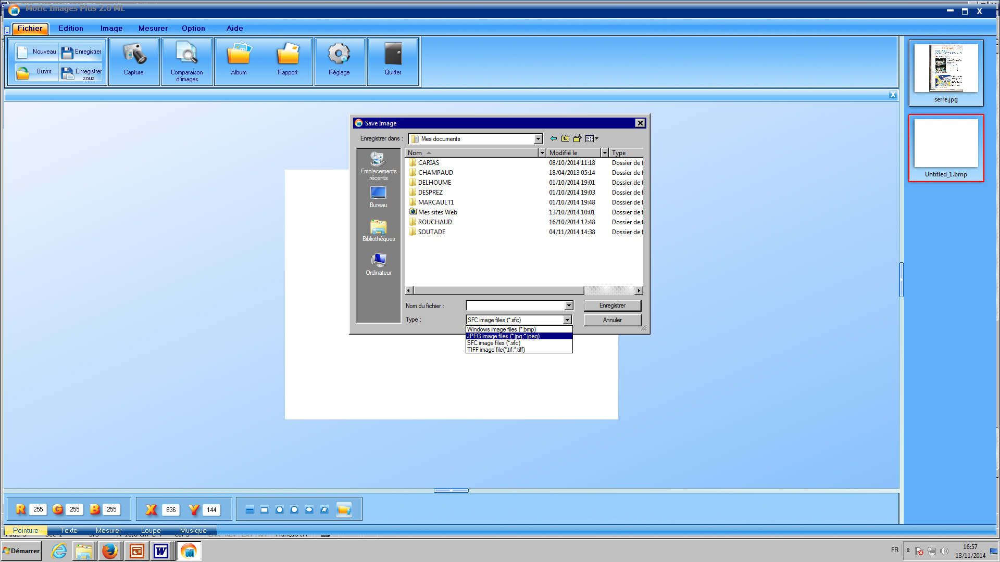 Motic Images Plus 2.0 ML
Fichier Edition Image Mesurer Option Aide
Nouveau Enregistrer
Ouvrir Enregistrer sous
Capture
Comparaison d'images
Album
Rapport
Réglage
Quitter
serre.jpg
Untitled_1.bmp
Save Image
Enregistrer dans : Mes documents
Nom Modifié le Type
CARIAS 08/10/2014 11:18 Dossier de f
CHAMPAUD 18/04/2013 05:14 Dossier de f
DELHOUME 01/10/2014 19:01 Dossier de f
DESPREZ 01/10/2014 19:03 Dossier de f
MARCAULT1 01/10/2014 19:48 Dossier de f
Mes sites Web 13/10/2014 10:01 Dossier de f
ROUCHAUD 16/10/2014 12:48 Dossier de f
SOUTADE 04/11/2014 14:38 Dossier de f
Emplacements récents
Bureau
Bibliothèques
Ordinateur
Nom du fichier : Enregistrer
Type : SFC image files (*.sfc) Annuler
Windows image files (*.bmp)
JPEG image files (*.jpg;*.jpeg)
SFC image files (*.sfc)
TIFF image file(*.tif;*.tiff)
R 255 G 255 B 255 X 636 Y 144
Peinture Texte Mesurer Loupe Musique
Démarrer
FR 16:57
13/11/2014